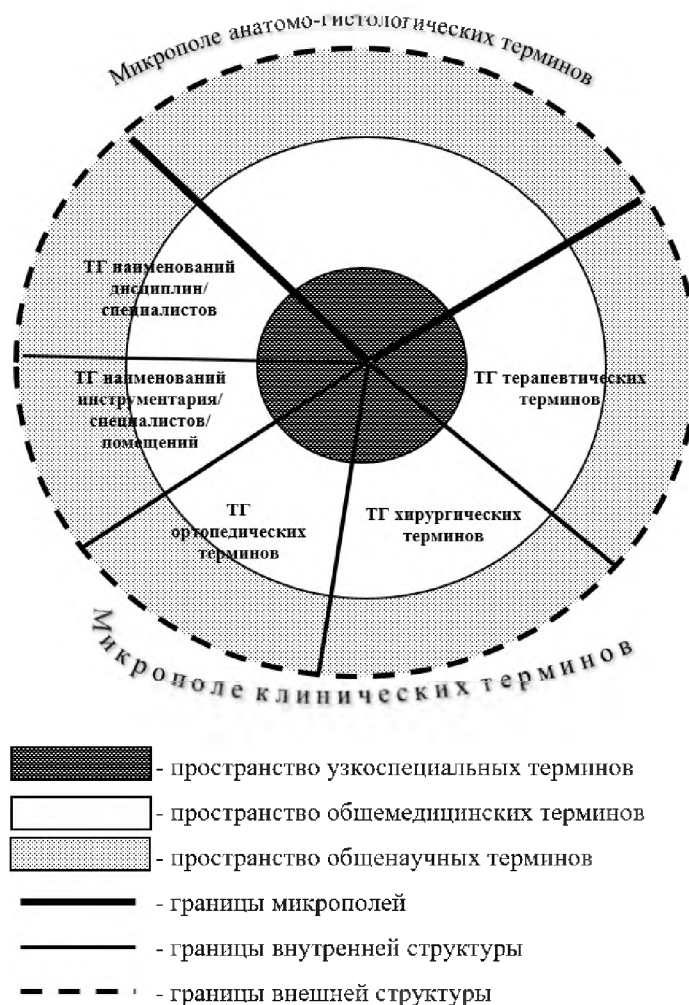 Микрополе анатомо-гистологических терминов
ТГ наименований
дисциплин/
специалистов
ТГ наименований
инструментария/
специалистов/
помещений
ТГ терапевтических
терминов
ТГ
ортопедических
терминов
ТГ хирургических
терминов
Микрополе клинических терминов
- пространство узкоспециальных терминов
- пространство общемедицинских терминов
- пространство общенаучных терминов
- границы микрополей
- границы внутренней структуры
- границы внешней структуры